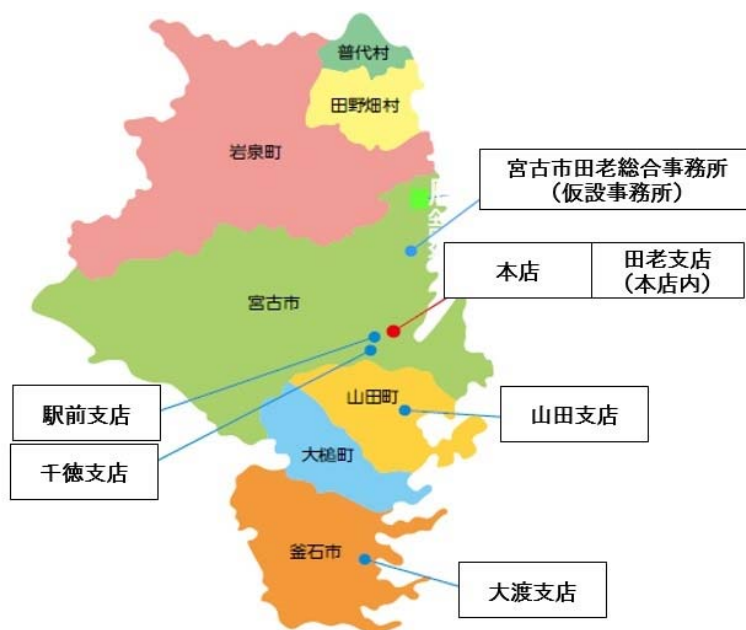 普代村
田野畑村
岩泉町
宮古市田老総合事務所
（仮設事務所）
本店
田老支店
（本店内）
宮古市
駅前支店
山田町
山田支店
千徳支店
大槌町
釜石市
大渡支店